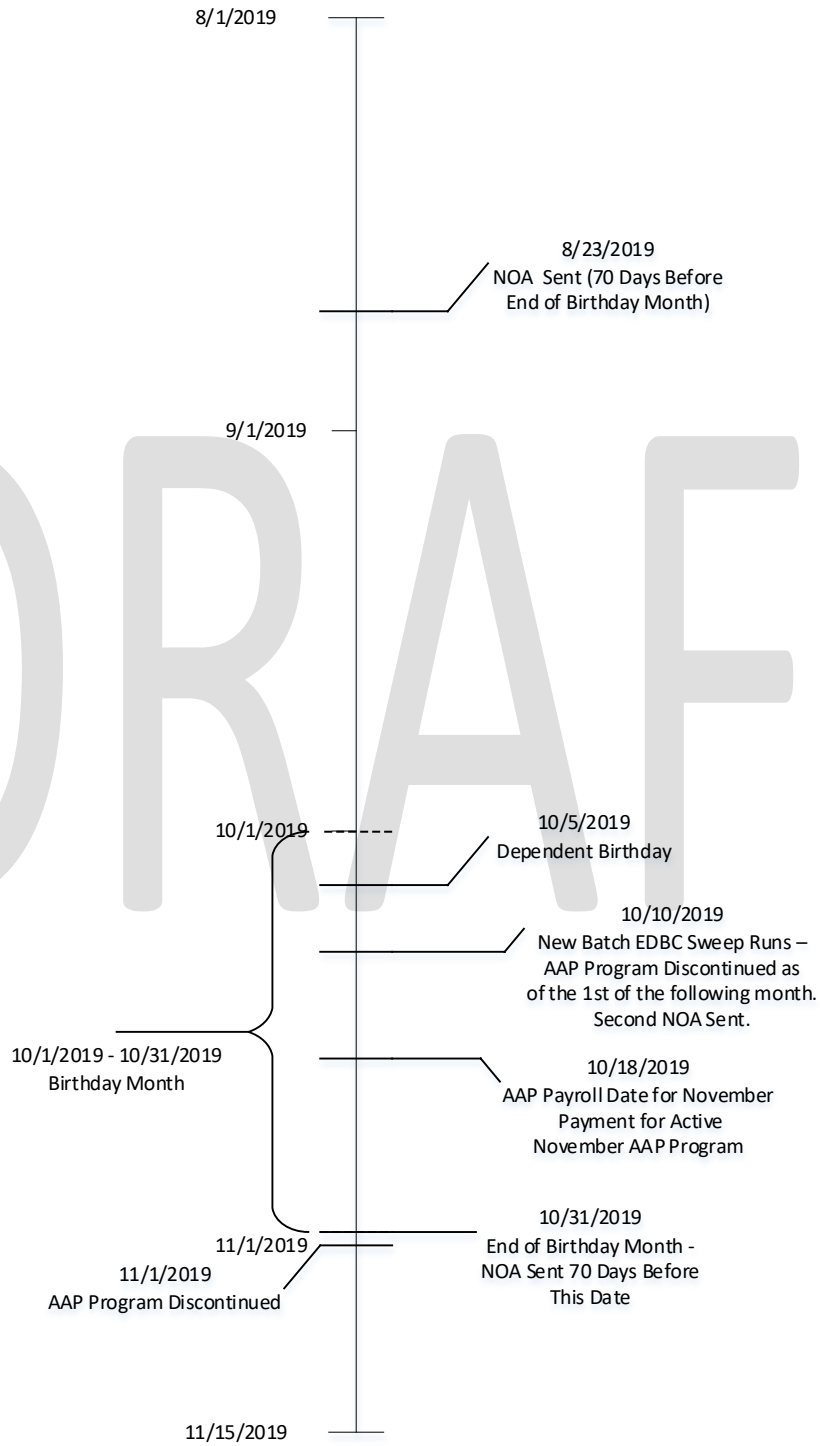 8/1/2019
8/23/2019
NOA Sent (70 Days Before
End of Birthday Month)
9/1/2019
DRAF
10/1/2019
10/5/2019
Dependent Birthday
10/10/2019
New Batch EDBC Sweep Runs –
AAP Program Discontinued as
of the 1st of the following month.
Second NOA Sent.
10/1/2019 - 10/31/2019
Birthday Month
10/18/2019
AAP Payroll Date for November
Payment for Active
November AAP Program
10/31/2019
End of Birthday Month -
NOA Sent 70 Days Before
This Date
11/1/2019
11/1/2019
AAP Program Discontinued
11/15/2019